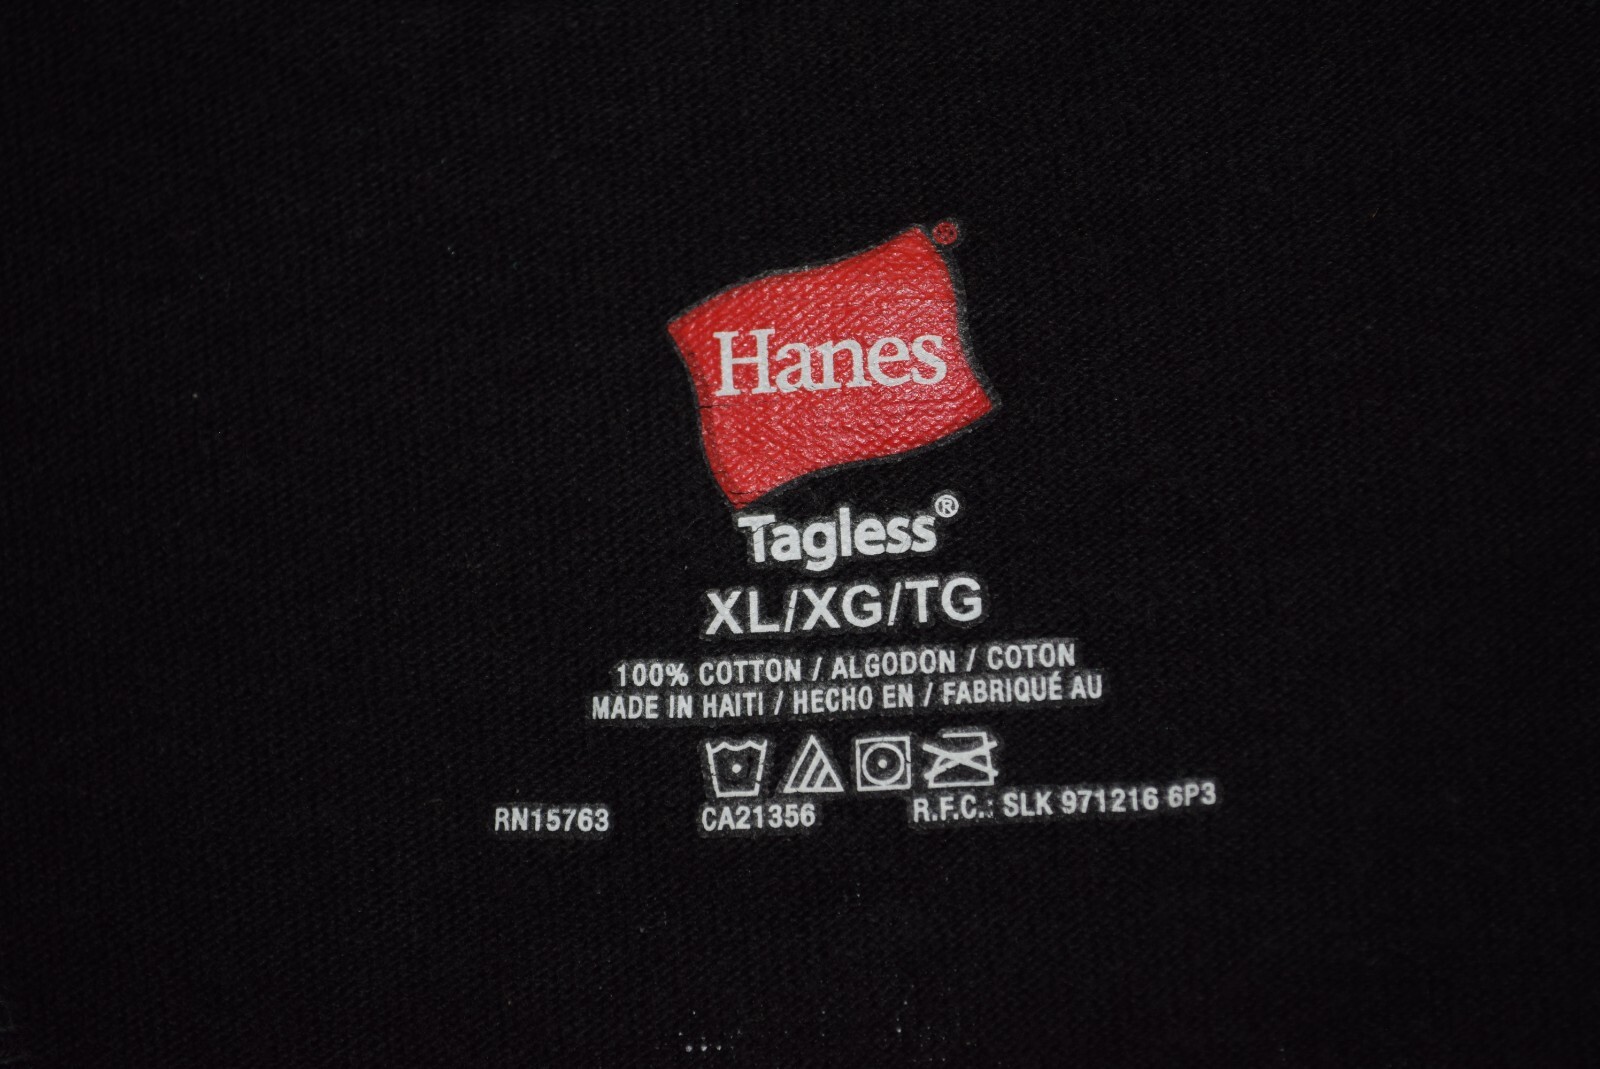 Hanes®
Tagless®
XL/XG/TG
100% COTTON / ALGODON / COTON
MADE IN HAITI / HECHO EN / FABRIQUÉ AU
RN15763 CA21356 R.F.C.: SLK 971216 6P3